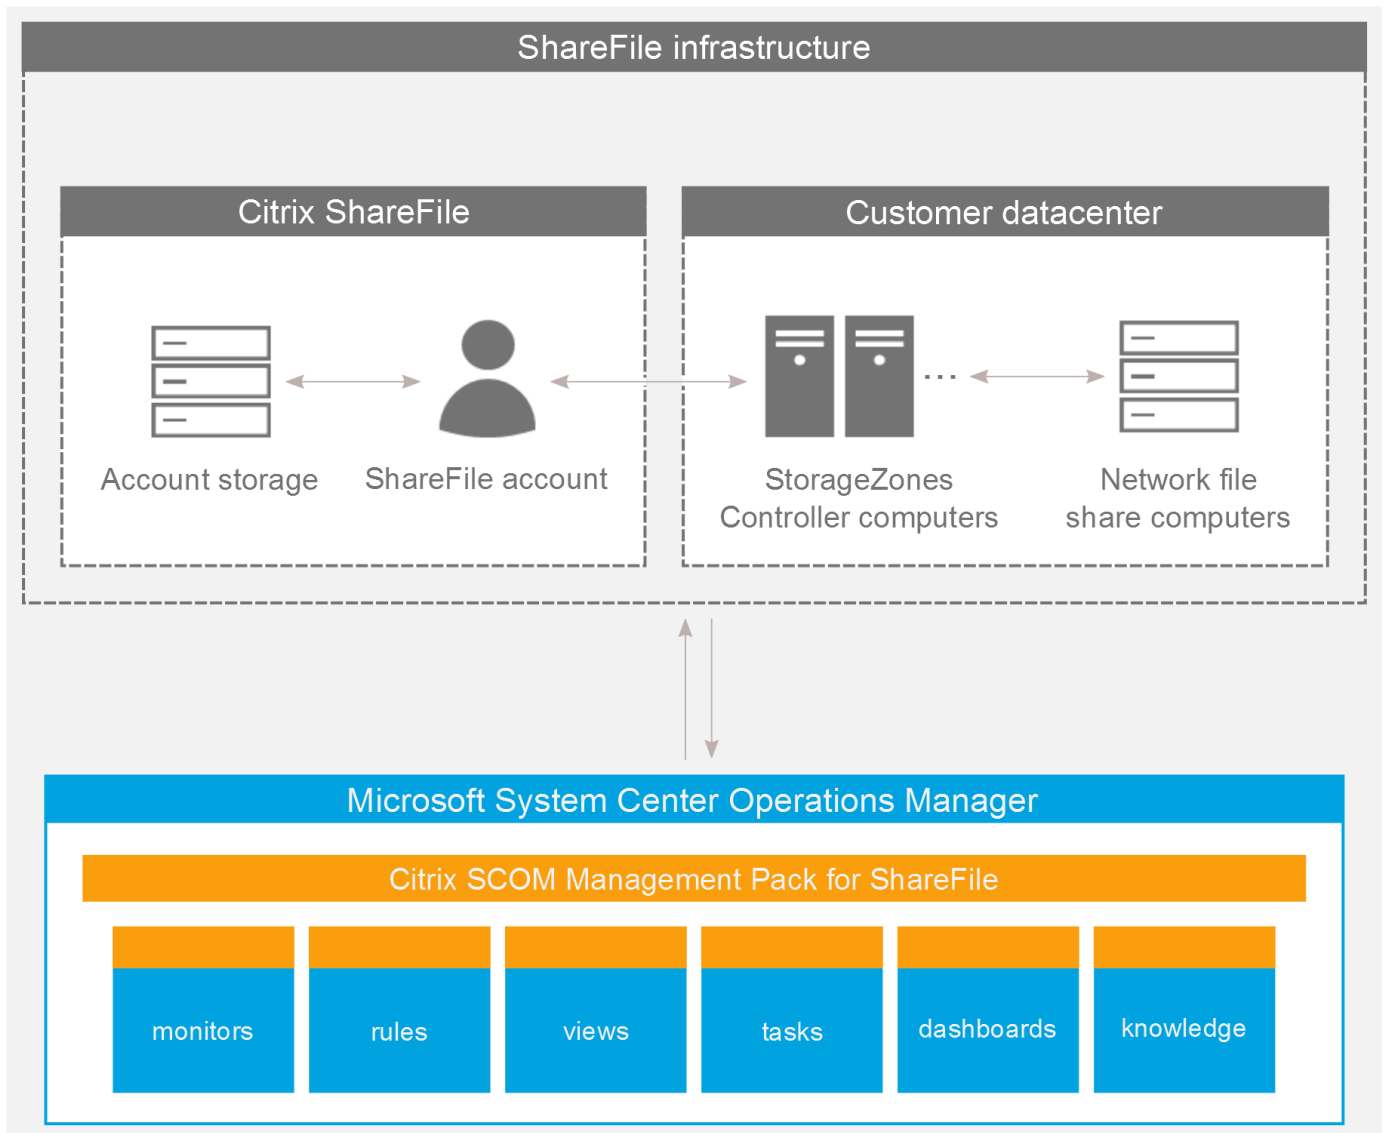 ShareFile infrastructure
Citrix ShareFile
Customer datacenter
Account storage
ShareFile account
StorageZones
Controller computers
...
Network file
share computers
Microsoft System Center Operations Manager
Citrix SCOM Management Pack for ShareFile
monitors
rules
views
tasks
dashboards
knowledge